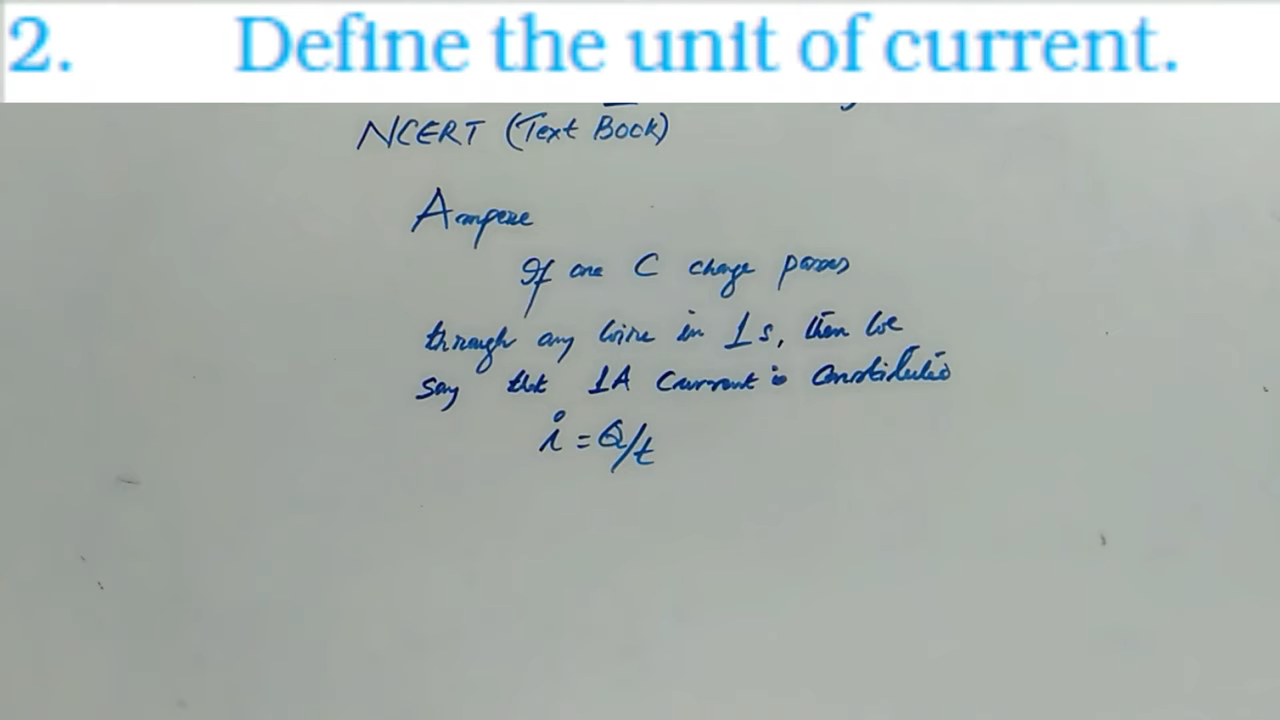 2. Define the unit of current.
NCERT (Text Book)
Ampere
If one C charge passes
through any wire in 1s, then we
say that 1A Current is Constituted
i = Q/t